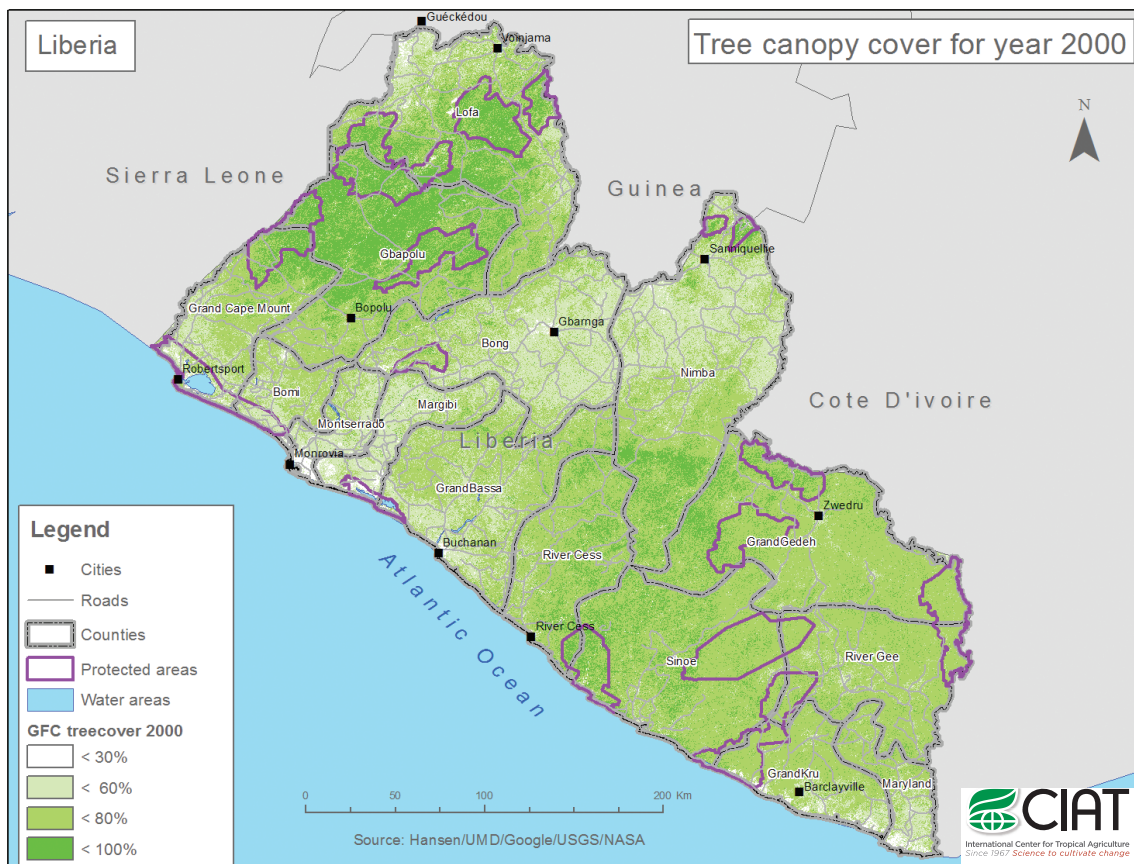 Liberia
Tree canopy cover for year 2000
Guéckédou
Voinjama
N
Lofa
Sierra Leone
Guinea
Sanniquellie
Gbapolu
Grand Cape Mount
Bopolu
Gbarnga
Bong
Robertsport
Nimba
Bomi
Cote D'ivoire
Margibi
Montserrado
Liberia
Monrovia
GrandBassa
Zwedru
GrandGedeh
Buchanan
River Cess
Atlantic Ocean
River Cess
Sinoe
River Gee
GrandKru
Barclayville
Maryland
Legend
Cities
Roads
Counties
Protected areas
Water areas
GFC treecover 2000
< 30%
< 60%
< 80%
< 100%
0 50 100 200 Km
Source: Hansen/UMD/Google/USGS/NASA
CIAT
International Center for Tropical Agriculture
Since 1967 Science to cultivate change